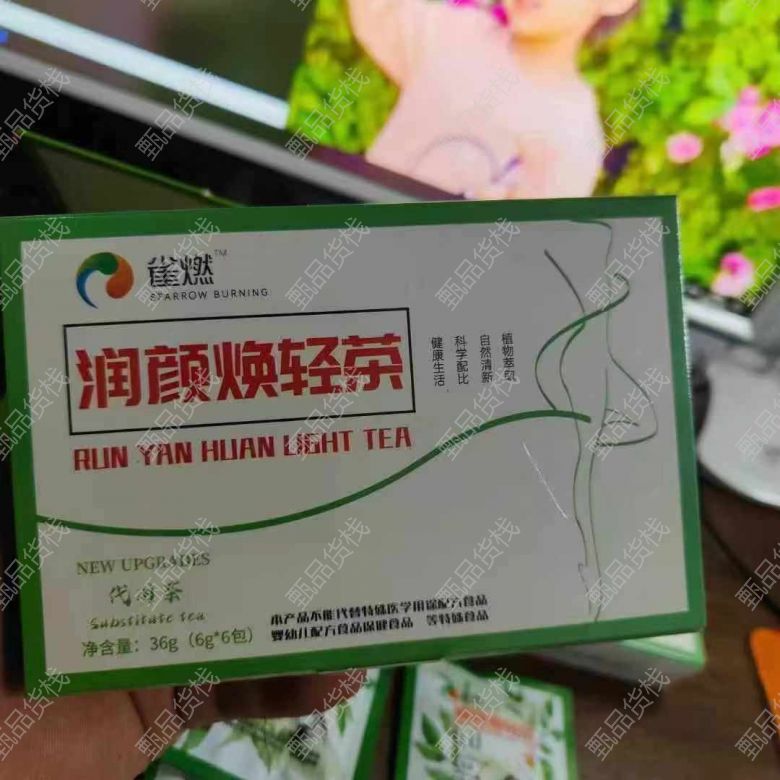 雀燃™
STARROW BURNING
润颜焕轻茶
RUN YAN HUAN LIGHT TEA
植物萃取
自然清新
科学配比
健康生活
NEW UPGRADES
代用茶
Substitute tea
净含量：36g（6g*6包）
本产品不能代替特殊医学用途配方食品
婴幼儿配方食品保健食品 等特殊食品
甄品货栈